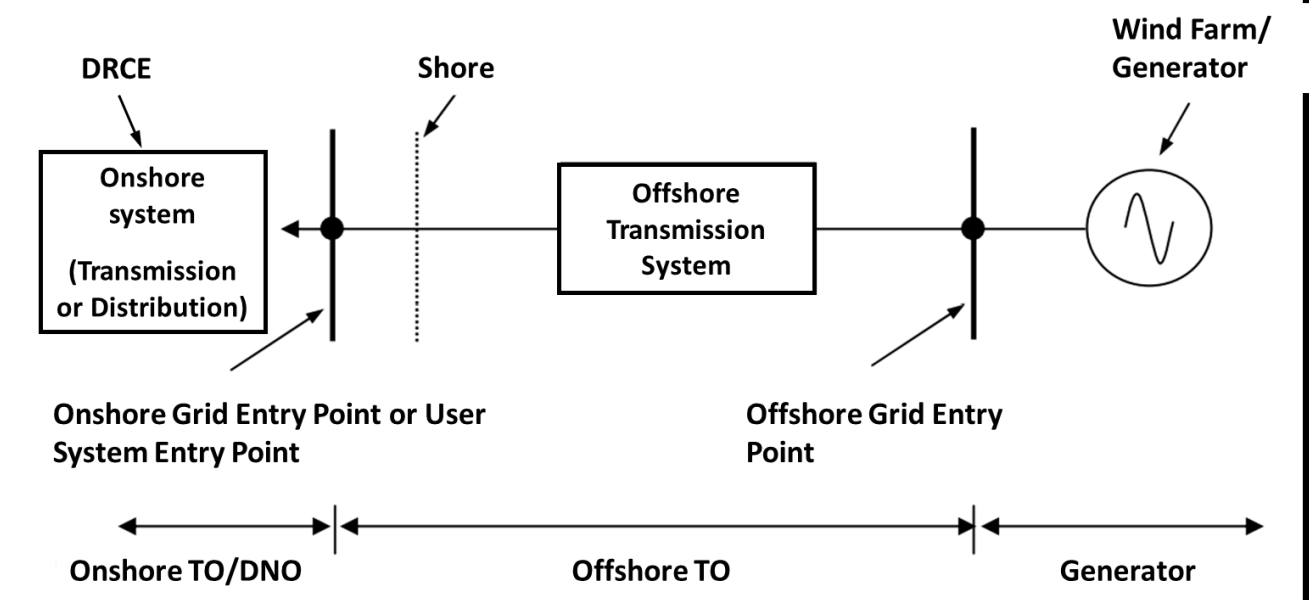 Wind Farm/
Generator
DRCE
Shore
Onshore
system
(Transmission
or Distribution)
Offshore
Transmission
System
Onshore Grid Entry Point or User
System Entry Point
Offshore Grid Entry
Point
Onshore TO/DNO
Offshore TO
Generator